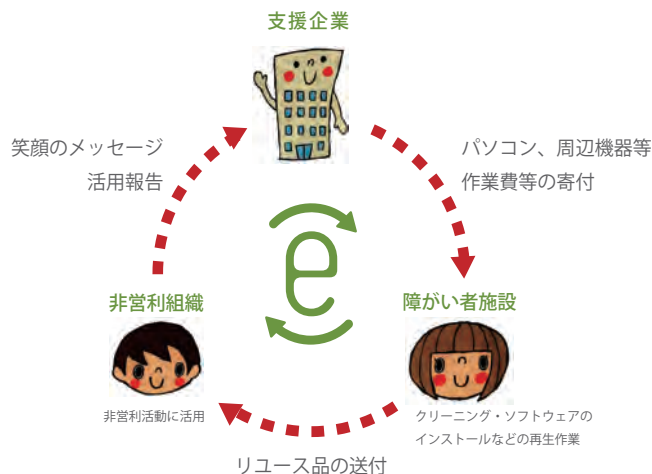 支援企業
笑顔のメッセージ
活用報告
パソコン、周辺機器等
作業費等の寄付
e
非営利組織
障がい者施設
非営利活動に活用
クリーニング・ソフトウェアの
インストールなどの再生作業
リユース品の送付